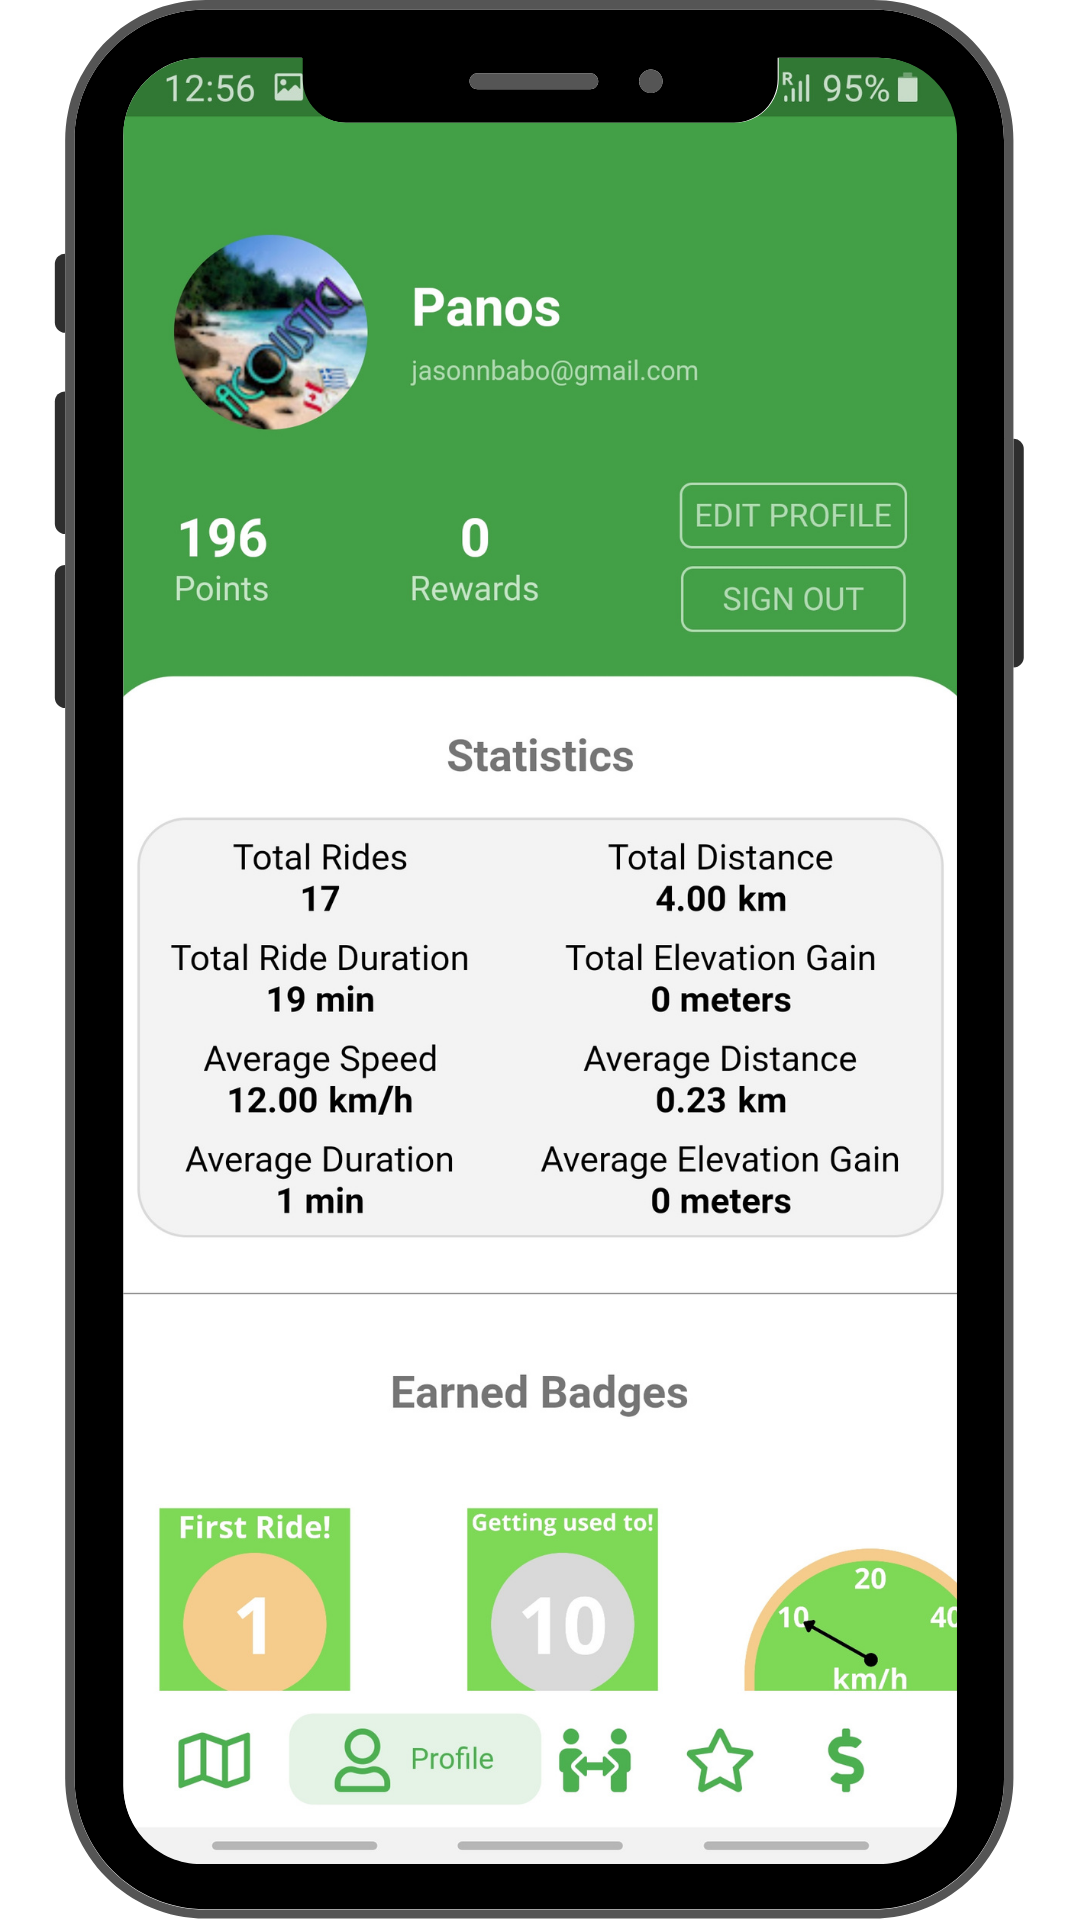 12:56
R 95%
ACOUSTICI
Panos
jasonnbabo@gmail.com
196
Points
0
Rewards
EDIT PROFILE
SIGN OUT
Statistics
Total Rides
17
Total Distance
4.00 km
Total Ride Duration
19 min
Total Elevation Gain
0 meters
Average Speed
12.00 km/h
Average Distance
0.23 km
Average Duration
1 min
Average Elevation Gain
0 meters
Earned Badges
First Ride!
1
Getting used to!
10
20
10 40
km/h
Profile